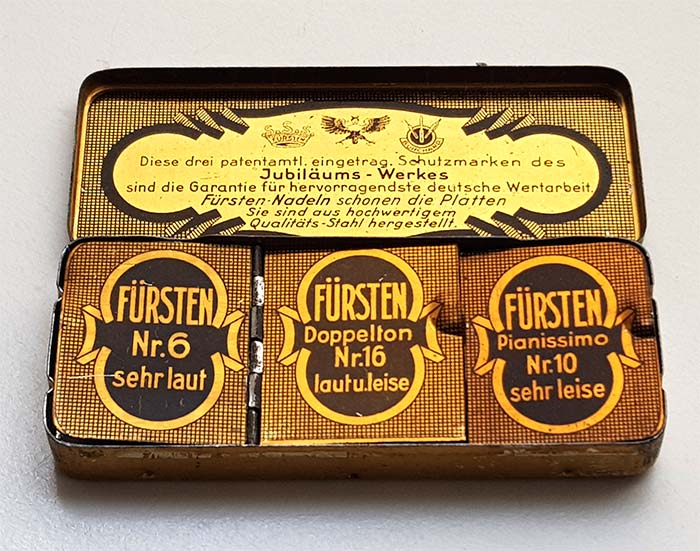 S.S.S.
FÜRSTEN
Diese drei patentamtl. eingetrag. Schutzmarken des
Jubiläums - Werkes
sind die Garantie für hervorragendste deutsche Wertarbeit.
Fürsten-Nadeln schonen die Platten
Sie sind aus hochwertigem
Qualitäts-Stahl hergestellt.
FÜRSTEN
Nr.6
sehr laut
FÜRSTEN
Doppelton
Nr.16
laut u. leise
FÜRSTEN
Pianissimo
Nr.10
sehr leise